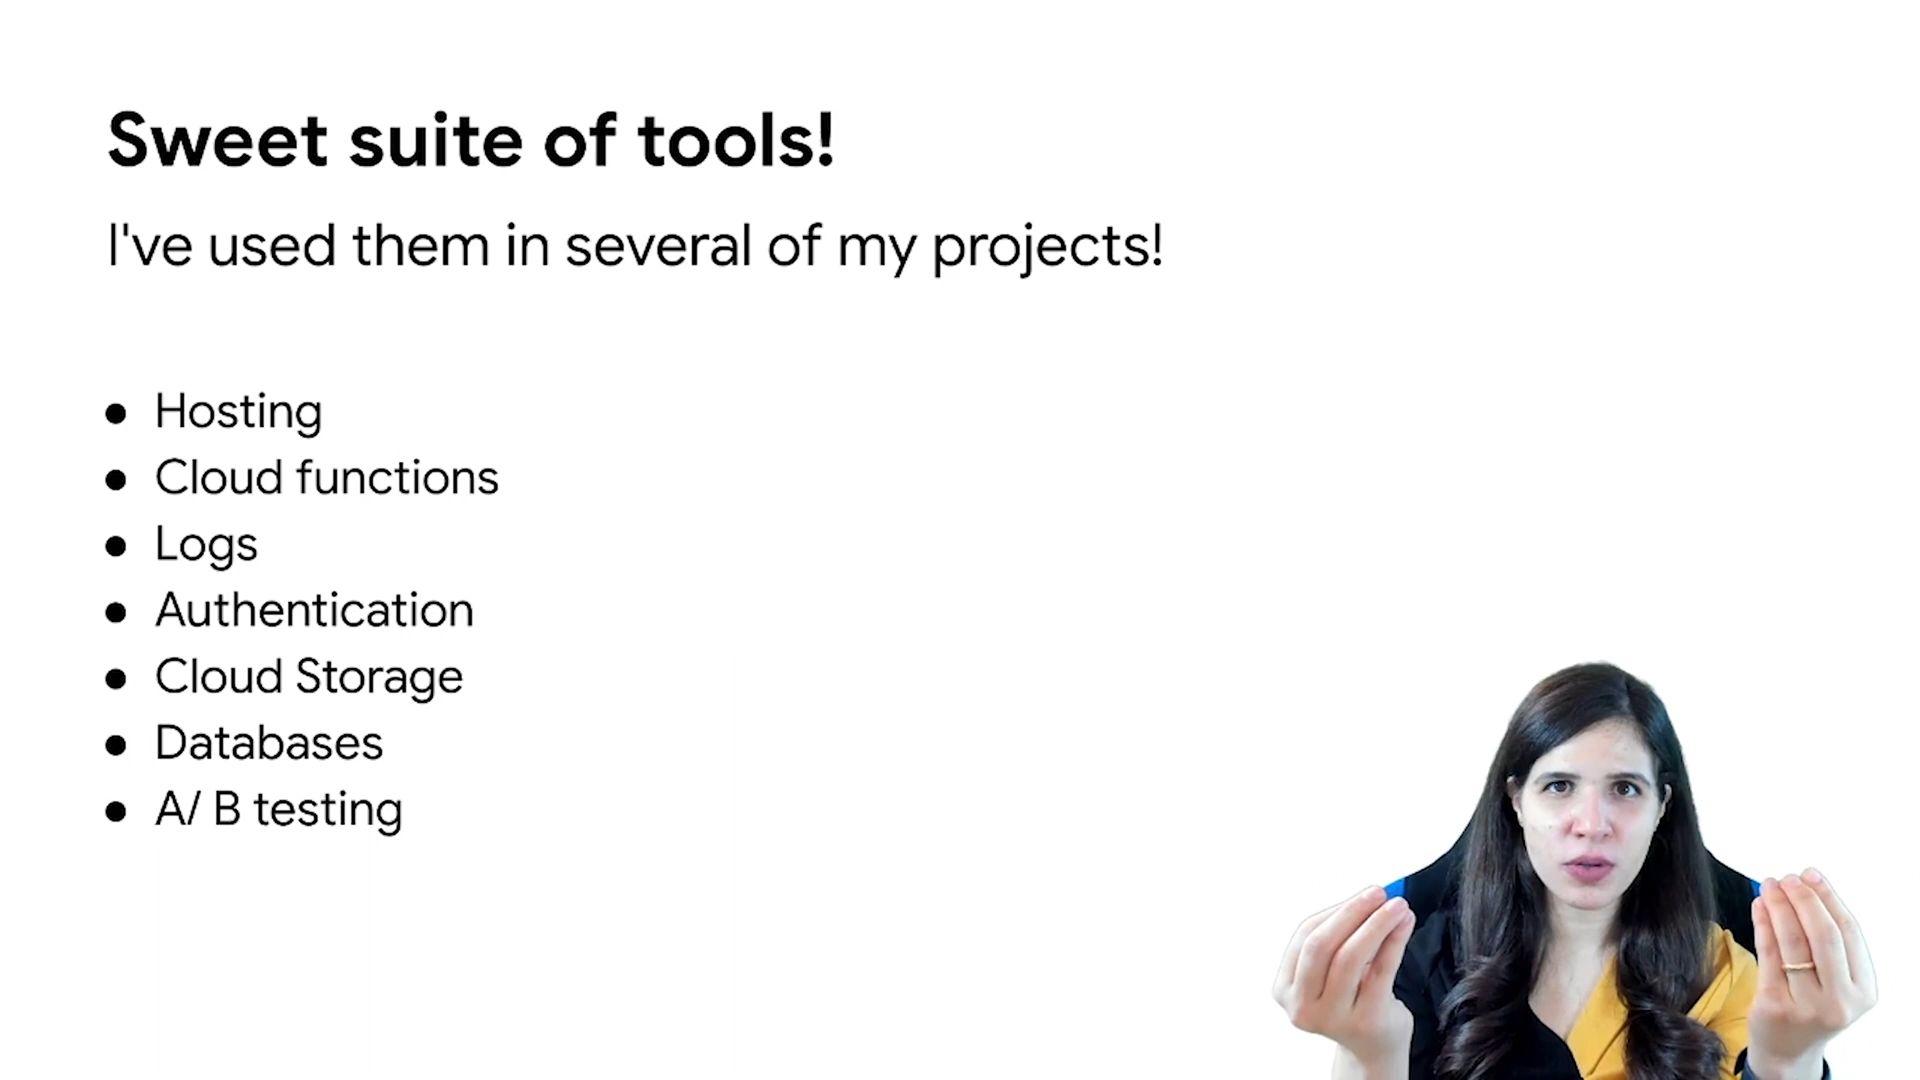 Sweet suite of tools!
I've used them in several of my projects!
● Hosting
● Cloud functions
● Logs
● Authentication
● Cloud Storage
● Databases
● A/ B testing